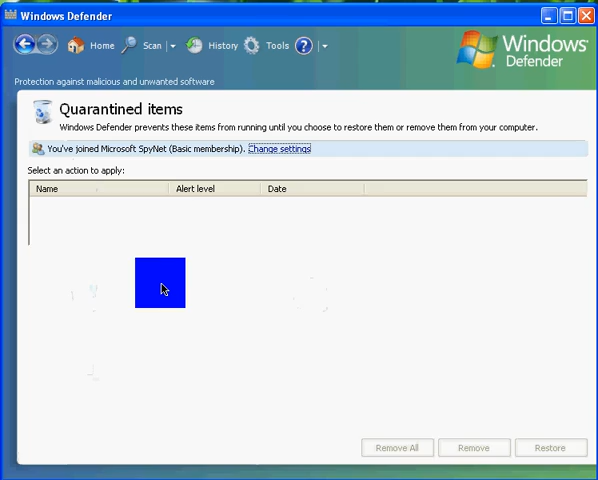 Windows Defender
Home Scan History Tools ?
Windows
Defender
Protection against malicious and unwanted software
Quarantined items
Windows Defender prevents these items from running until you choose to restore them or remove them from your computer.
You've joined Microsoft SpyNet (Basic membership). Change settings
Select an action to apply:
Name Alert level Date
Remove All Remove Restore